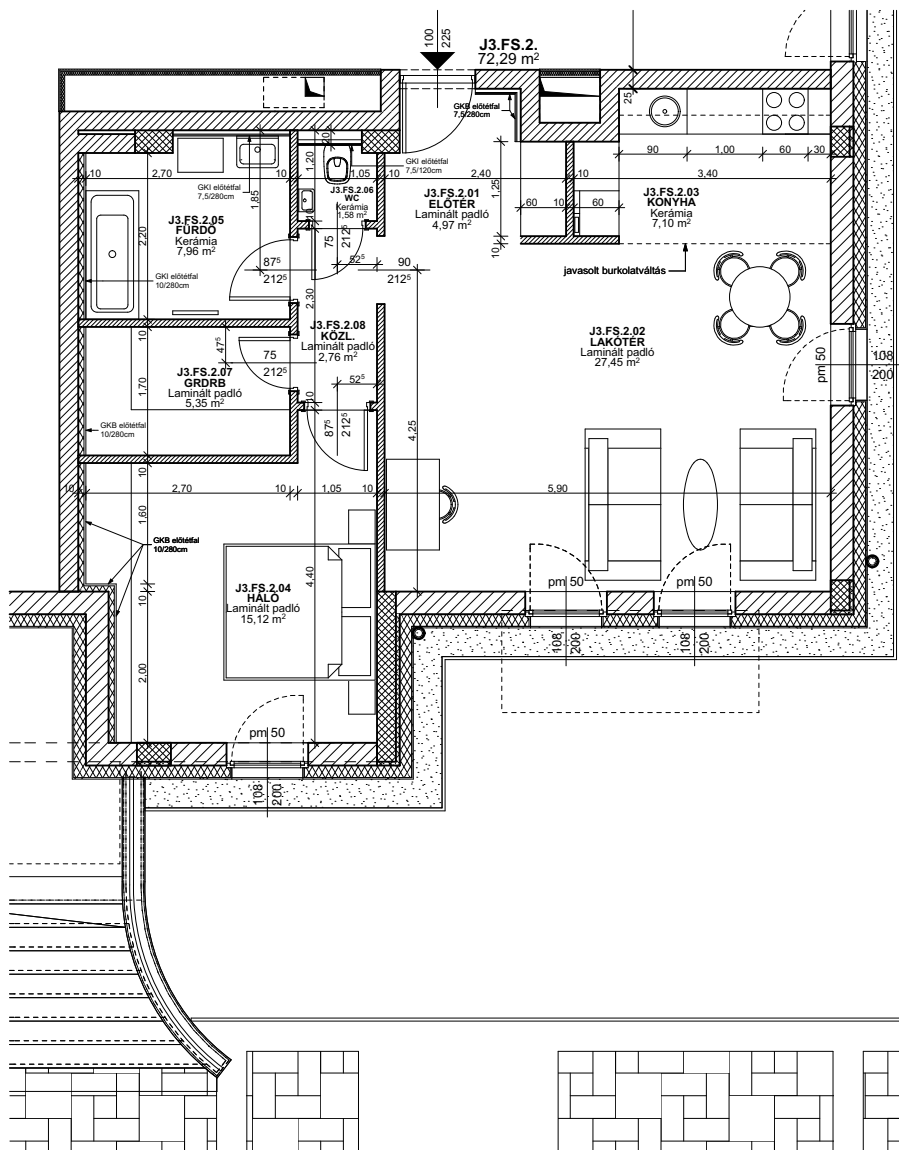 J3.FS.2.
72,29 m²
100
225
GKB előtétfal
7,5/280cm
25
90
1,00
60
30
10
2,70
10
1,05
10
2,40
10
3,40
1,20
10
GKI előtétfal
7,5/120cm
GKI előtétfal
7,5/280cm
1,85
J3.FS.2.06
WC
Kerámia
1,58 m²
J3.FS.2.01
ELŐTÉR
Laminált padló
4,97 m²
1,25
60
10
60
10
J3.FS.2.03
KONYHA
Kerámia
7,10 m²
javasolt burkolatváltás
J3.FS.2.05
FÜRDŐ
Kerámia
7,96 m²
2,20
GKI előtétfal
10/280cm
87⁵
212⁵
75
212⁵
52⁵
90
212⁵
10
2,30
J3.FS.2.08
KÖZL.
Laminált padló
2,76 m²
J3.FS.2.02
LAKÓTÉR
Laminált padló
27,45 m²
pm 50
108
200
10
47⁵
75
212⁵
J3.FS.2.07
GRDRB
Laminált padló
5,35 m²
1,70
52⁵
10
87⁵
212⁵
4,25
GKB előtétfal
10/280cm
10
10
2,70
10
1,05
10
5,90
1,60
GKB előtétfal
10/280cm
10
J3.FS.2.04
HÁLÓ
Laminált padló
15,12 m²
4,40
pm 50
pm 50
108
200
108
200
2,00
pm 50
108
200